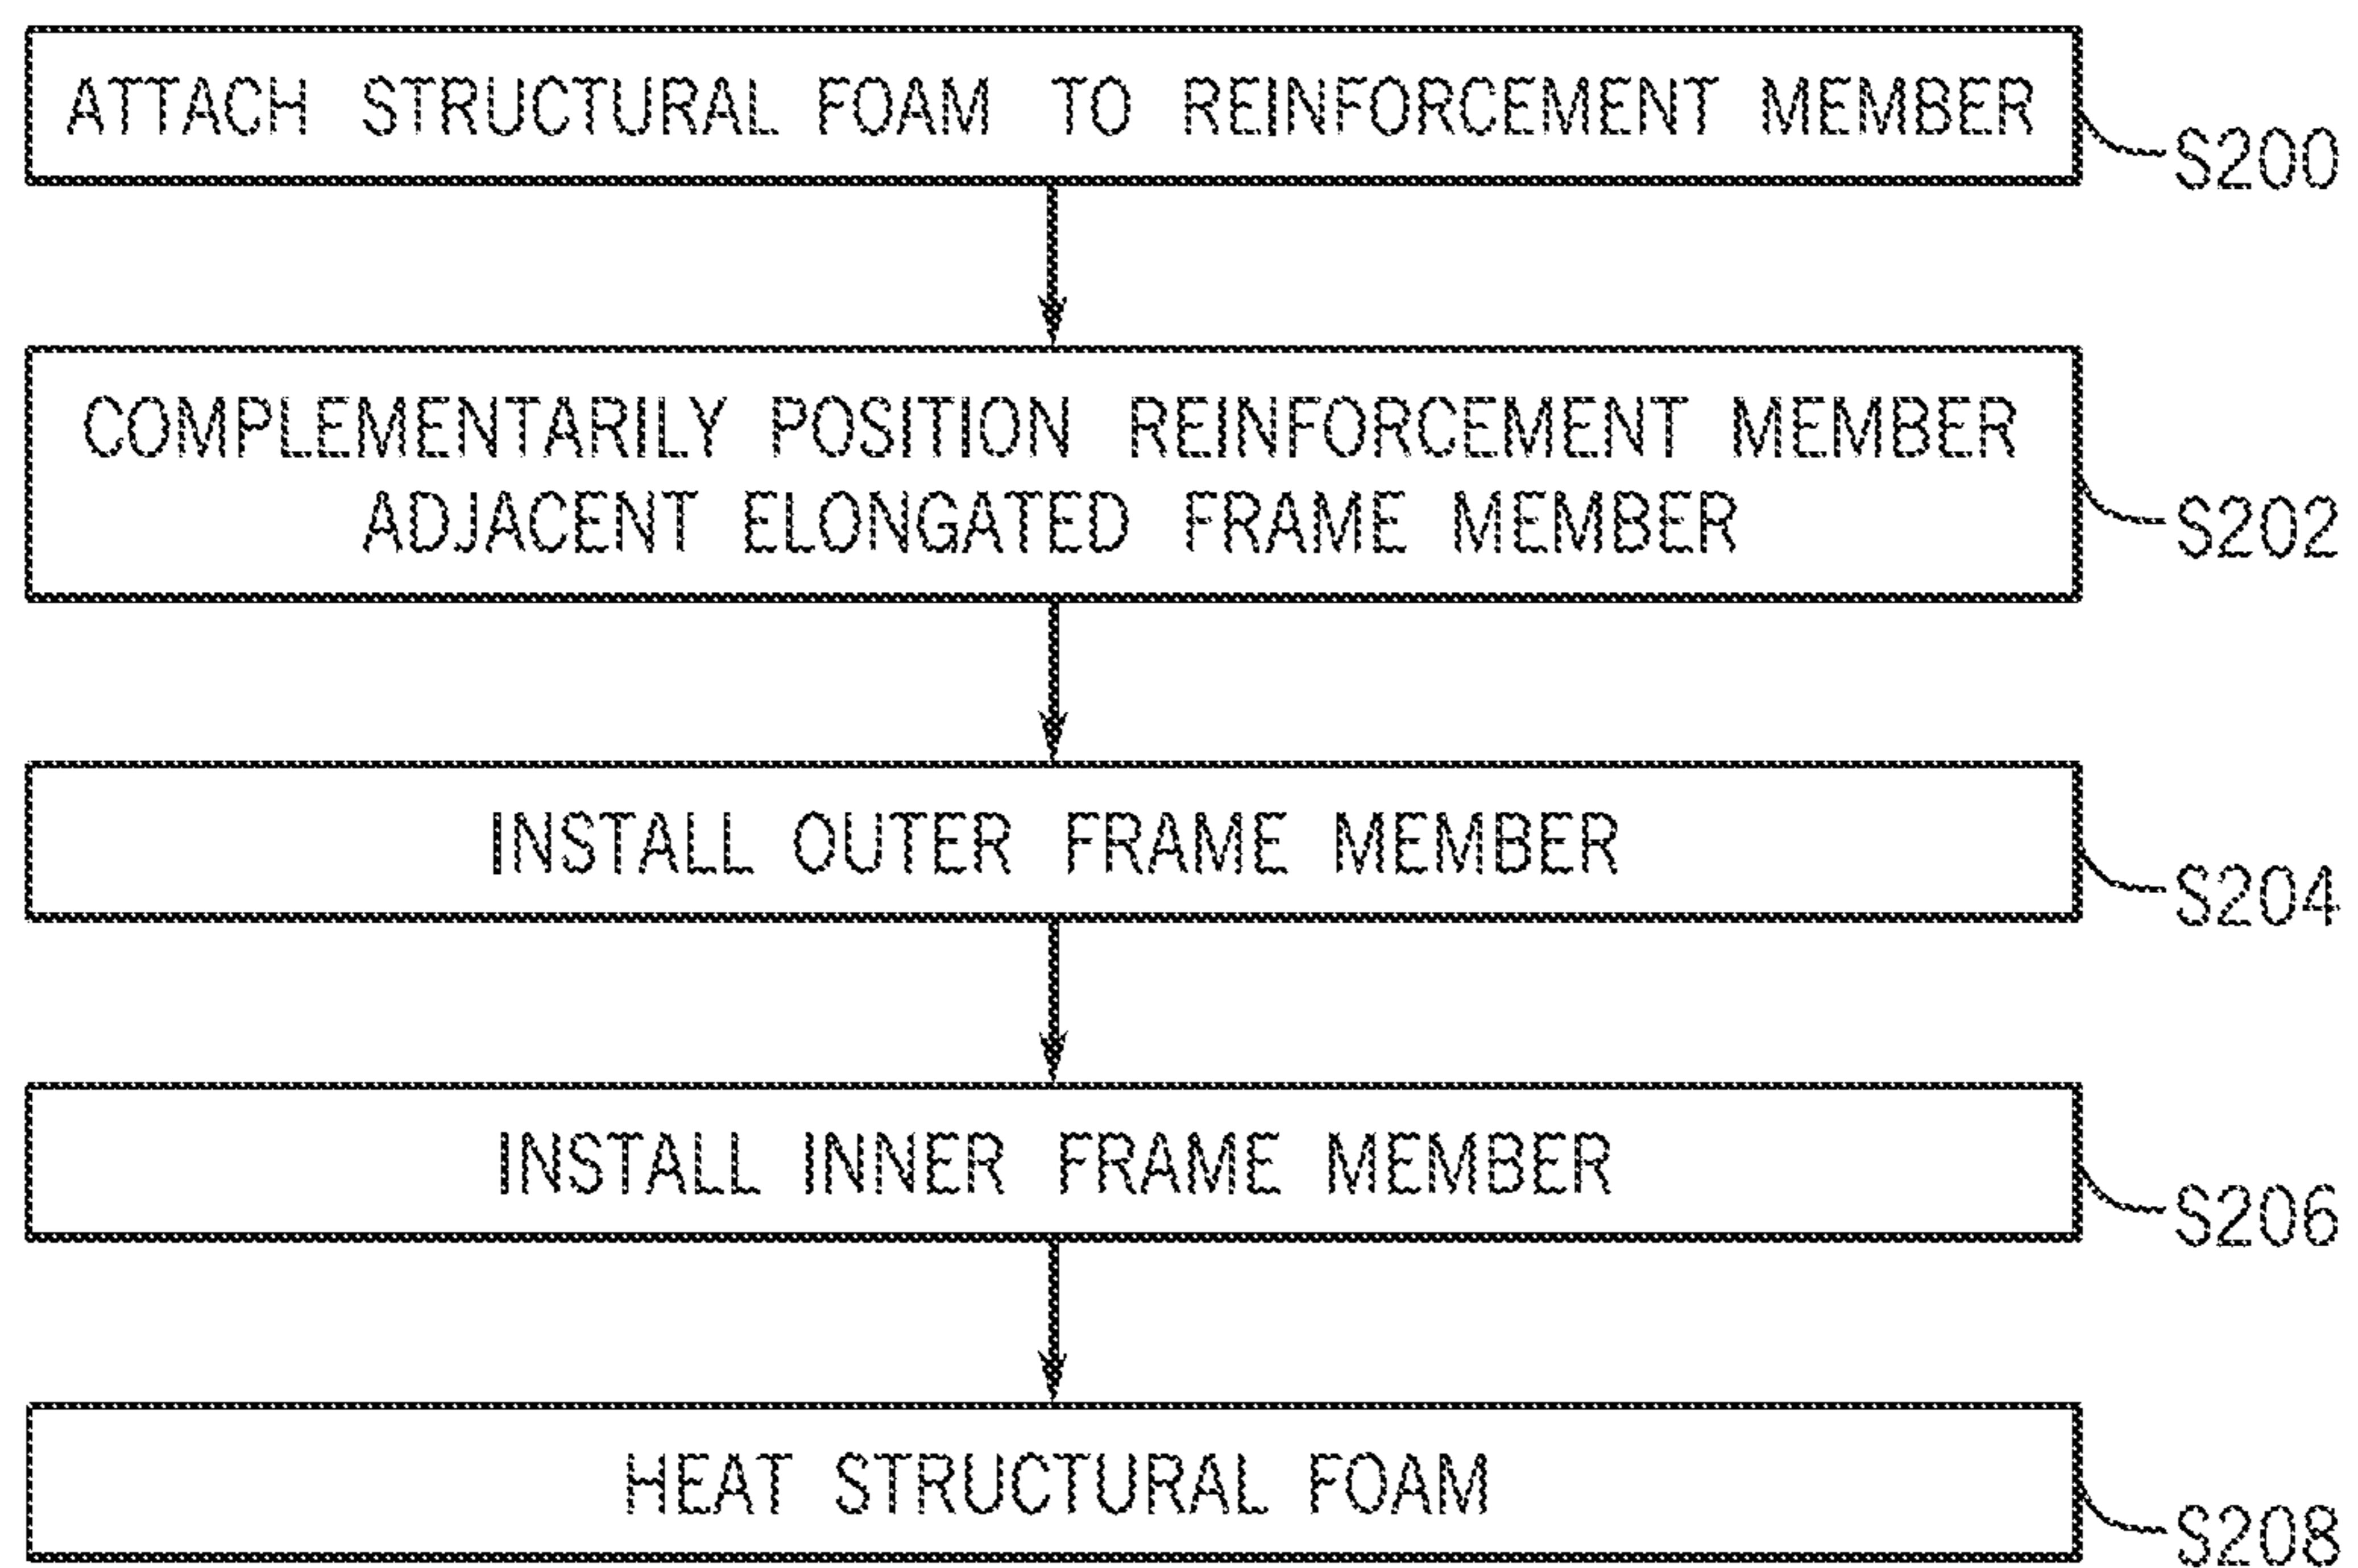 ATTACH STRUCTURAL FOAM TO REINFORCEMENT MEMBER
S200
COMPLEMENTARILY POSITION REINFORCEMENT MEMBER
ADJACENT ELONGATED FRAME MEMBER
S202
INSTALL OUTER FRAME MEMBER
S204
INSTALL INNER FRAME MEMBER
S206
HEAT STRUCTURAL FOAM
S208